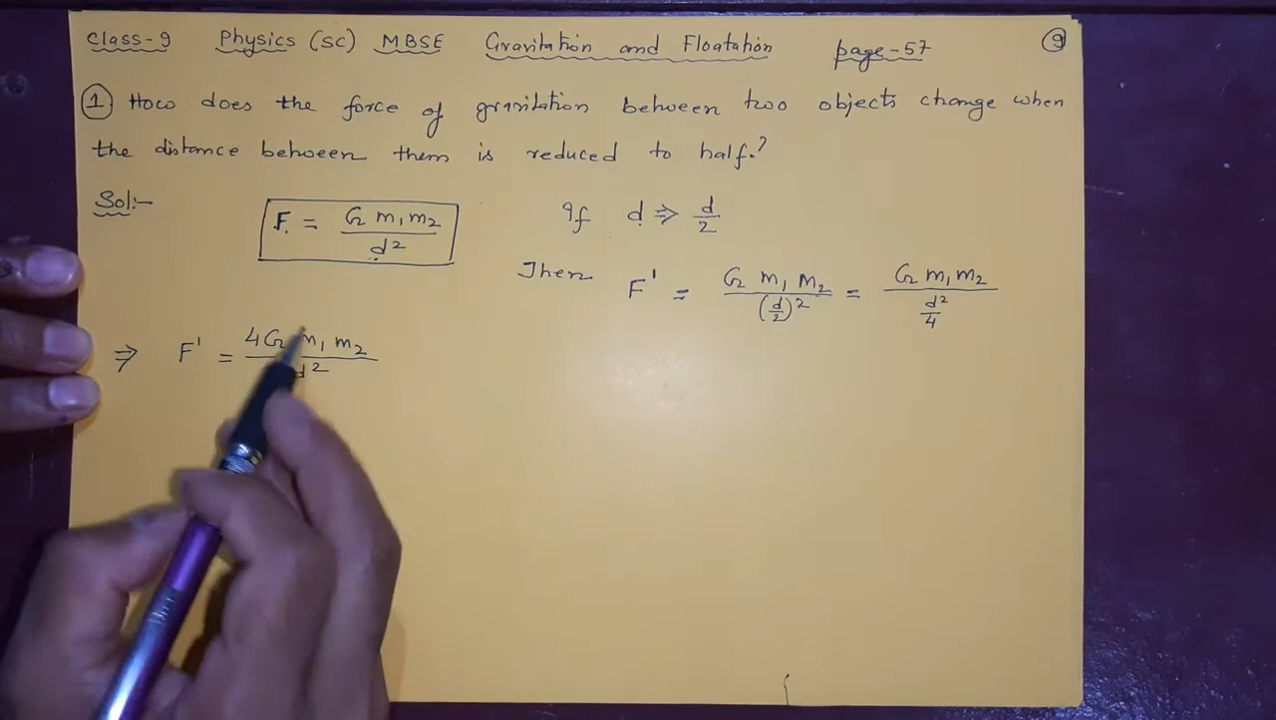 Class-9 Physics (SC) MBSE Gravitation and Floatation page-57 9
1 How does the force of gravitation between two objects change when
the distance between them is reduced to half.?
Sol:-
F = G m₁m₂ / d²
If d ⇒ d/2
Then F' = G m₁ m₂ / (d/2)² = G m₁ m₂ / (d²/4)
⇒ F' = 4G m₁ m₂ / d²